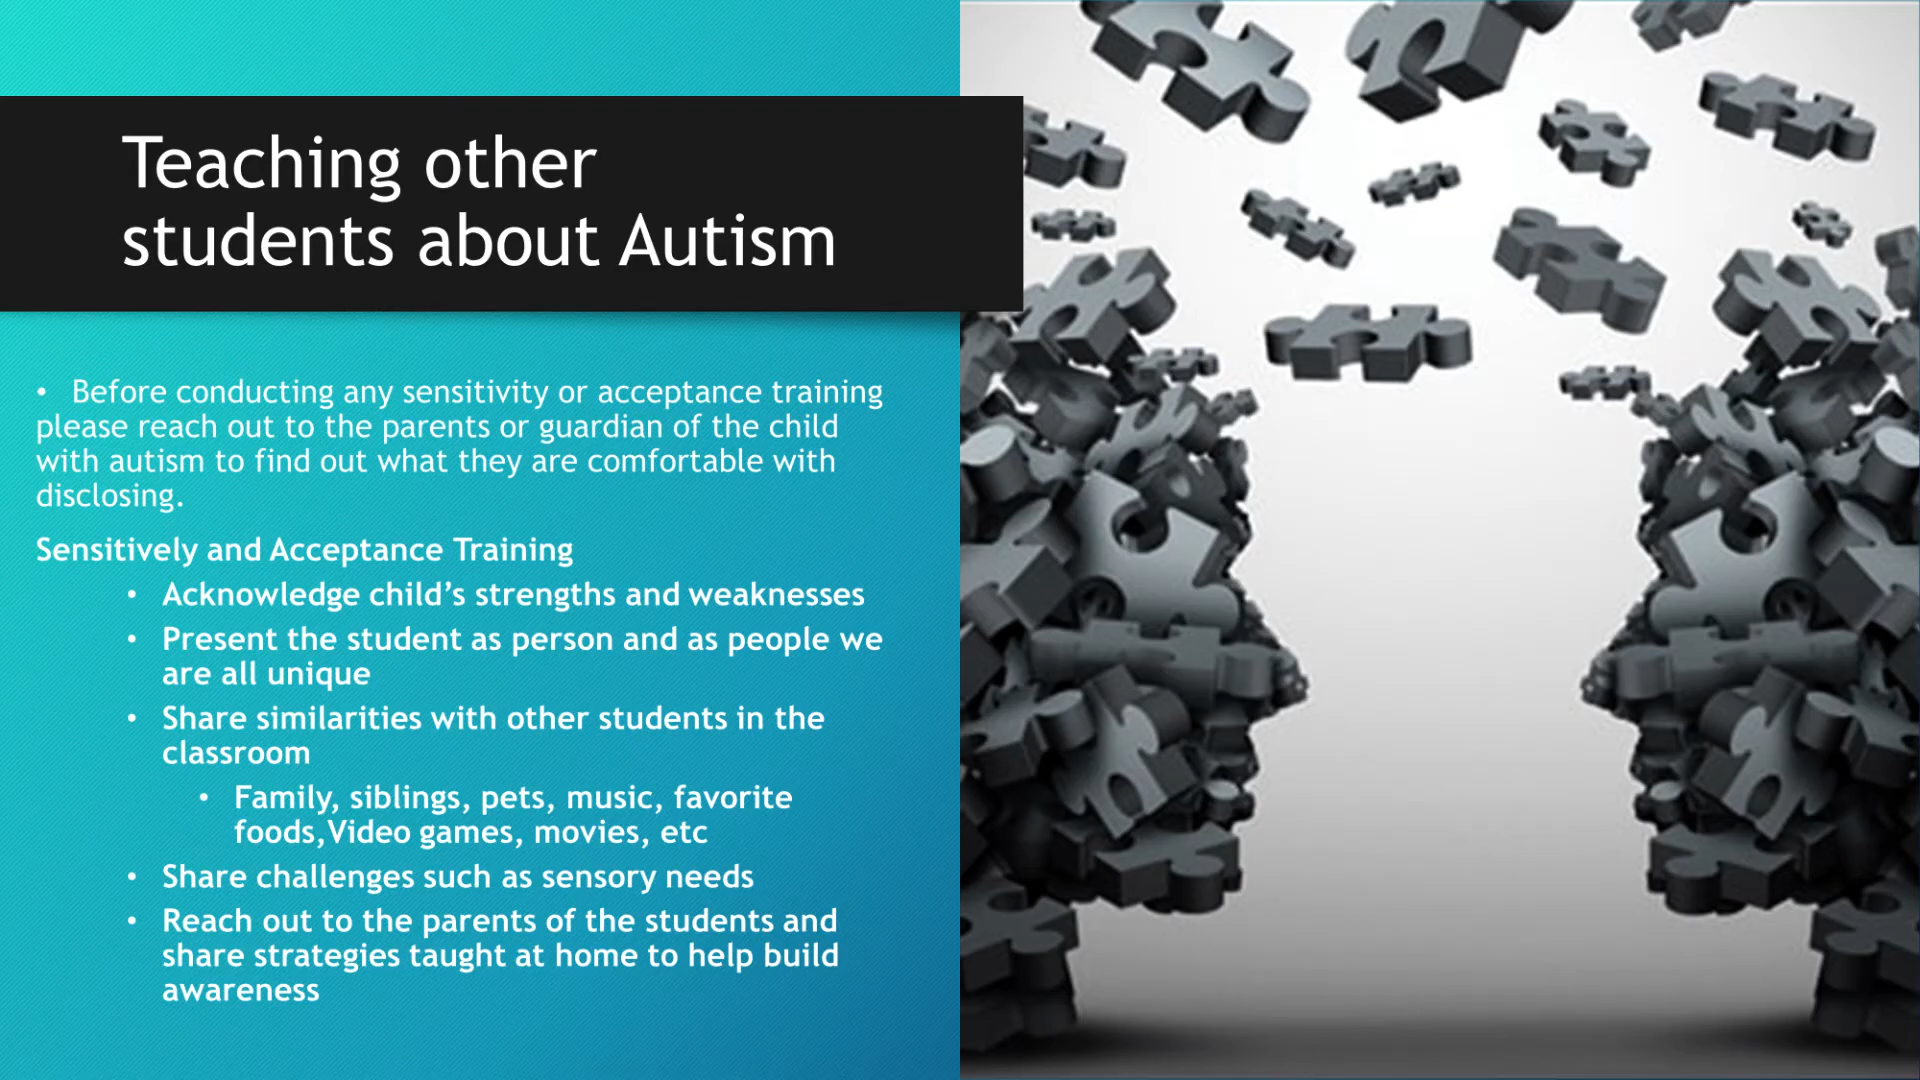 Teaching other
students about Autism
• Before conducting any sensitivity or acceptance training
please reach out to the parents or guardian of the child
with autism to find out what they are comfortable with
disclosing.
Sensitively and Acceptance Training
• Acknowledge child’s strengths and weaknesses
• Present the student as person and as people we
are all unique
• Share similarities with other students in the
classroom
• Family, siblings, pets, music, favorite
foods,Video games, movies, etc
• Share challenges such as sensory needs
• Reach out to the parents of the students and
share strategies taught at home to help build
awareness